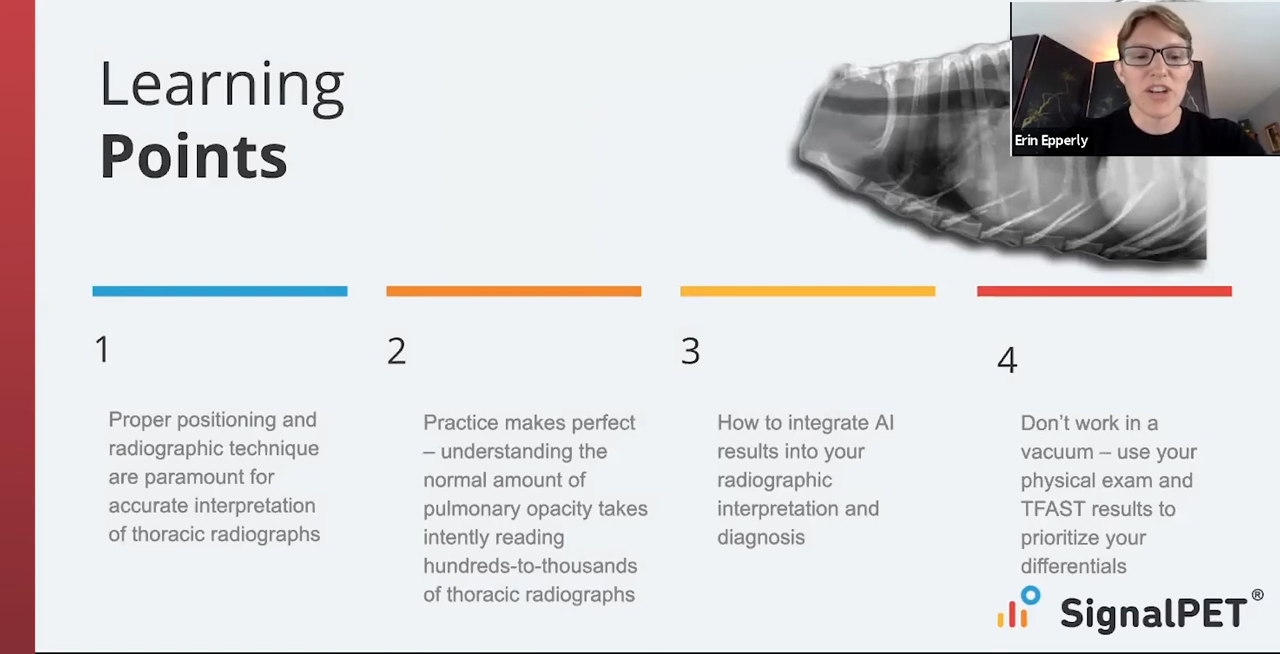 Learning
Points
Erin Epperly
1
Proper positioning and
radiographic technique
are paramount for
accurate interpretation
of thoracic radiographs
2
Practice makes perfect
– understanding the
normal amount of
pulmonary opacity takes
intently reading
hundreds-to-thousands
of thoracic radiographs
3
How to integrate AI
results into your
radiographic
interpretation and
diagnosis
4
Don’t work in a
vacuum – use your
physical exam and
TFAST results to
prioritize your
differentials
SignalPET®